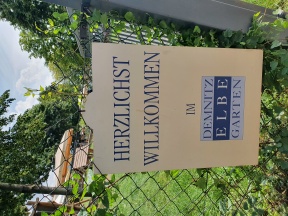 HERZLICHST
WILLKOMMEN
IM
DEMNITZ
ELBE
GARTEN